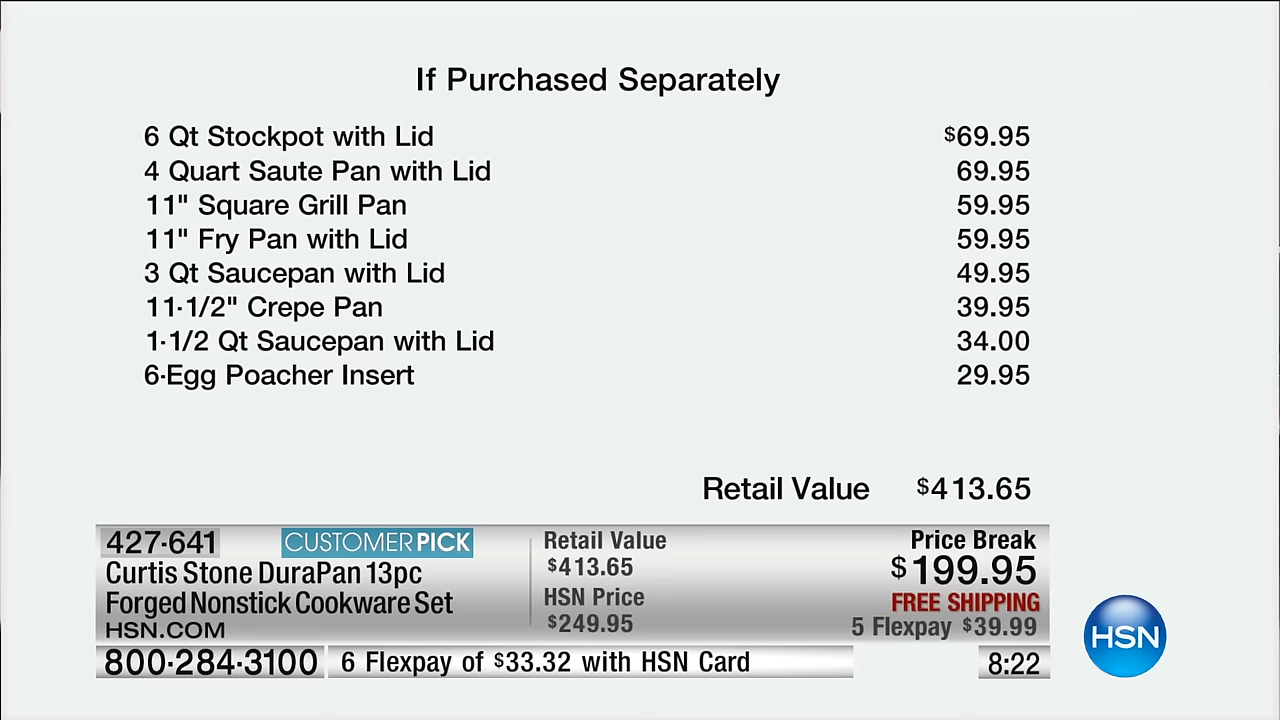 If Purchased Separately
6 Qt Stockpot with Lid $69.95
4 Quart Saute Pan with Lid 69.95
11" Square Grill Pan 59.95
11" Fry Pan with Lid 59.95
3 Qt Saucepan with Lid 49.95
11-1/2" Crepe Pan 39.95
1-1/2 Qt Saucepan with Lid 34.00
6-Egg Poacher Insert 29.95
Retail Value $413.65
427-641 CUSTOMER PICK
Curtis Stone DuraPan 13pc
Forged Nonstick Cookware Set
HSN.COM
Retail Value
$413.65
HSN Price
$249.95
Price Break
$199.95
FREE SHIPPING
5 Flexpay $39.99
HSN
800-284-3100 6 Flexpay of $33.32 with HSN Card 8:22